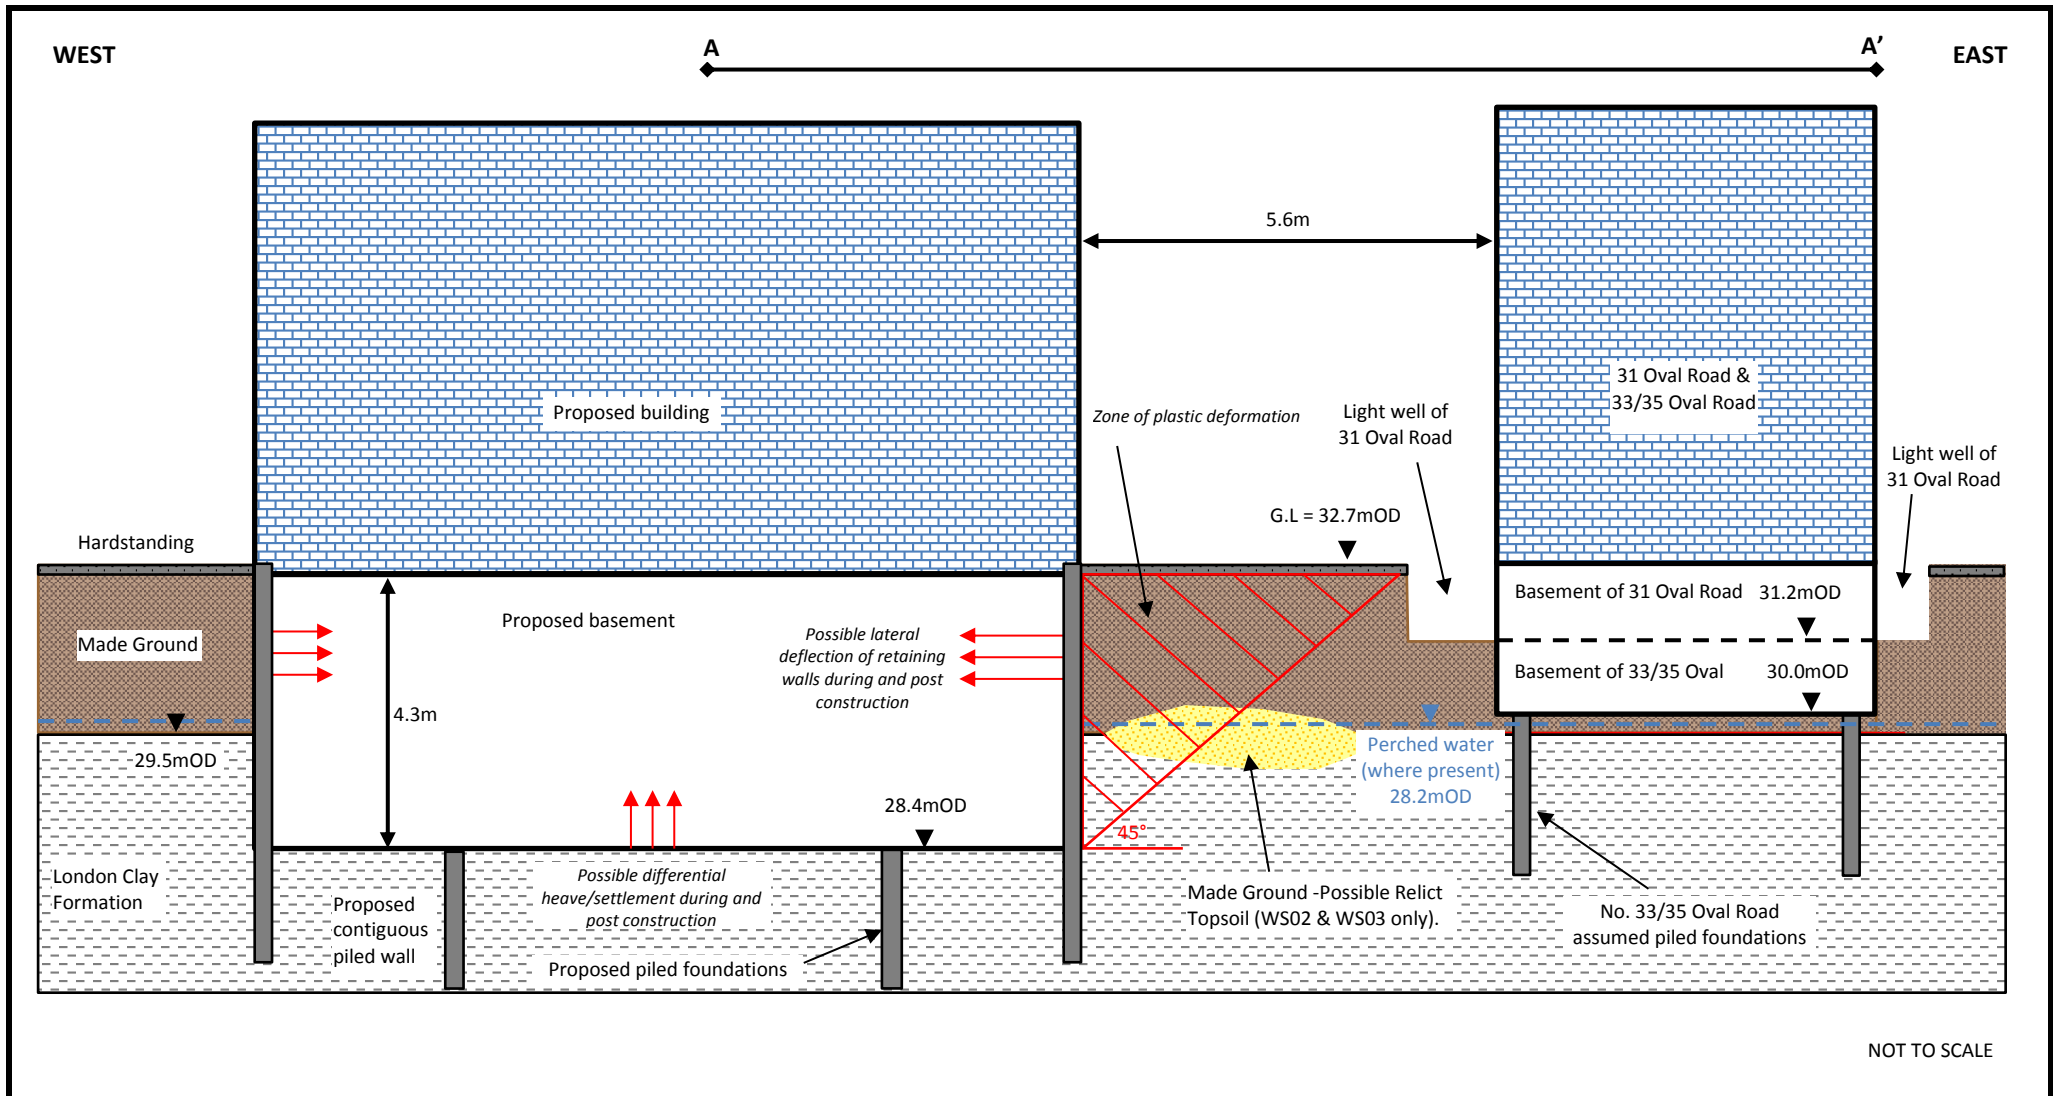 WEST
A
A’
EAST
5.6m
31 Oval Road &
33/35 Oval Road
Proposed building
Zone of plastic deformation
Light well of
31 Oval Road
Light well of
31 Oval Road
G.L = 32.7mOD
Hardstanding
Basement of 31 Oval Road
31.2mOD
Proposed basement
Possible lateral
deflection of retaining
walls during and post
construction
Made Ground
Basement of 33/35 Oval
30.0mOD
4.3m
29.5mOD
Perched water
(where present)
28.2mOD
28.4mOD
45°
London Clay
Formation
Proposed
contiguous
piled wall
Possible differential
heave/settlement during and
post construction
Proposed piled foundations
Made Ground -Possible Relict
Topsoil (WS02 & WS03 only).
No. 33/35 Oval Road
assumed piled foundations
NOT TO SCALE